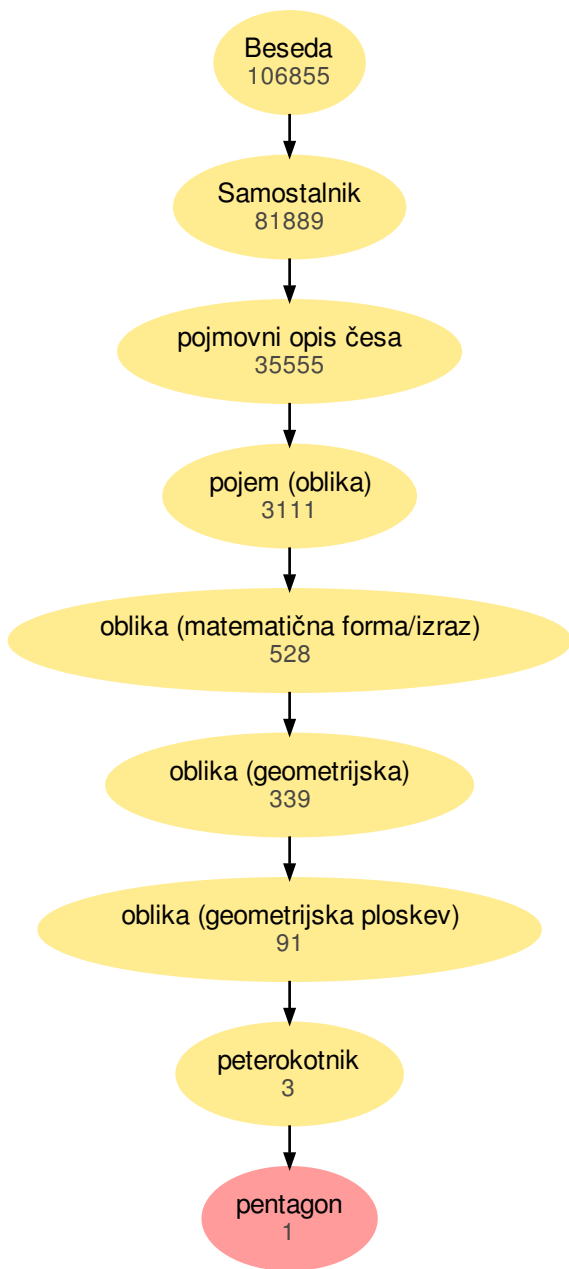 Beseda
106855
Samostalnik
81889
pojmovni opis česa
35555
pojem (oblika)
3111
oblika (matematična forma/izraz)
528
oblika (geometrijska)
339
oblika (geometrijska ploskev)
91
peterokotnik
3
pentagon
1